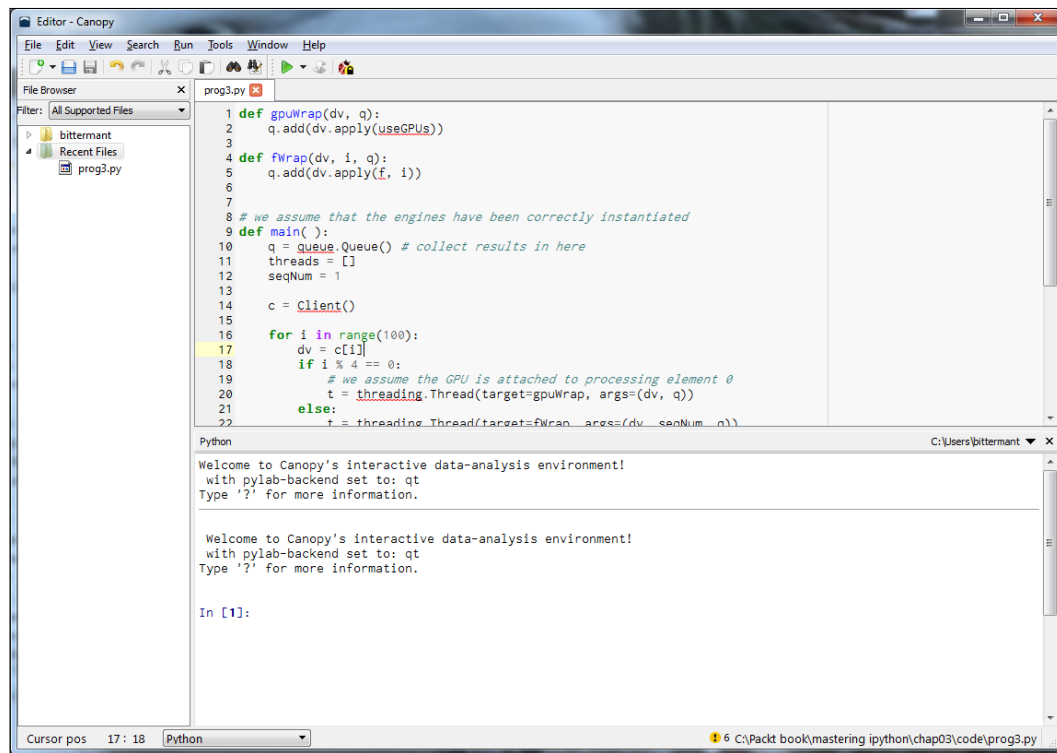 Editor - Canopy
File Edit View Search Run Tools Window Help
File Browser
Filter: All Supported Files
bittermant
Recent Files
prog3.py
prog3.py
1 def gpuWrap(dv, q):
2     q.add(dv.apply(useGPUs))
3
4 def fWrap(dv, i, q):
5     q.add(dv.apply(f, i))
6
7
8 # we assume that the engines have been correctly instantiated
9 def main( ):
10     q = queue.Queue() # collect results in here
11     threads = []
12     seqNum = 1
13
14     c = Client()
15
16     for i in range(100):
17         dv = c[i]
18         if i % 4 == 0:
19             # we assume the GPU is attached to processing element 0
20             t = threading.Thread(target=gpuWrap, args=(dv, q))
21         else:
22             t = threading.Thread(target=fWrap, args=(dv, seqNum, q))
Python C:\Users\bittermant
Welcome to Canopy's interactive data-analysis environment!
 with pylab-backend set to: qt
Type '?' for more information.
Welcome to Canopy's interactive data-analysis environment!
 with pylab-backend set to: qt
Type '?' for more information.
In [1]:
Cursor pos 17: 18 Python 6 C:\Packt book\mastering ipython\chap03\code\prog3.py